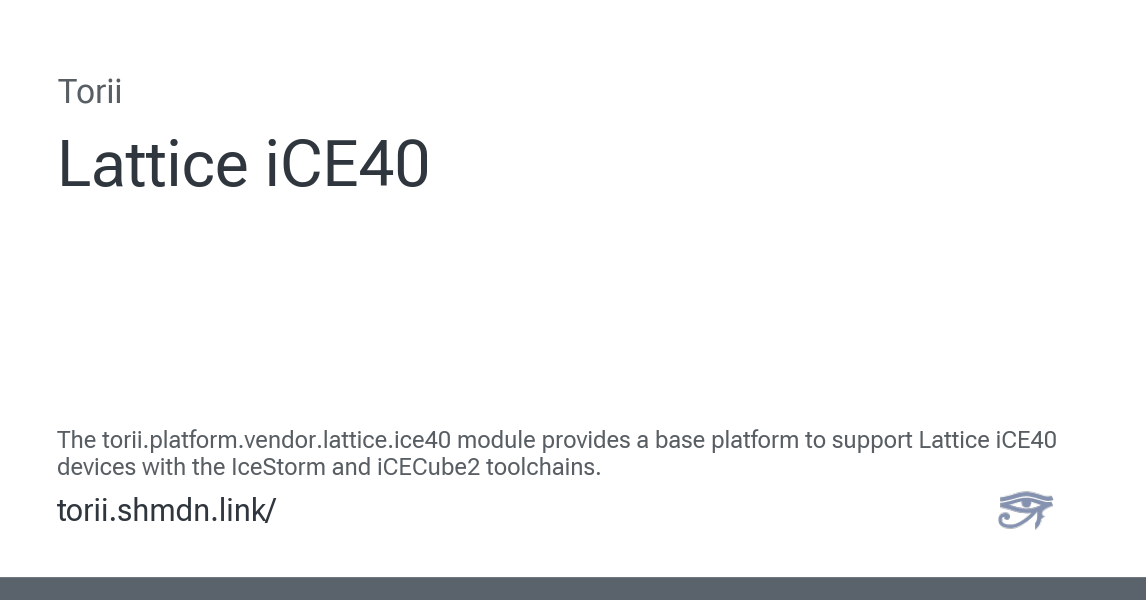 Torii
Lattice iCE40
The torii.platform.vendor.lattice.ice40 module provides a base platform to support Lattice iCE40
devices with the IceStorm and iCECube2 toolchains.
torii.shmdn.link/